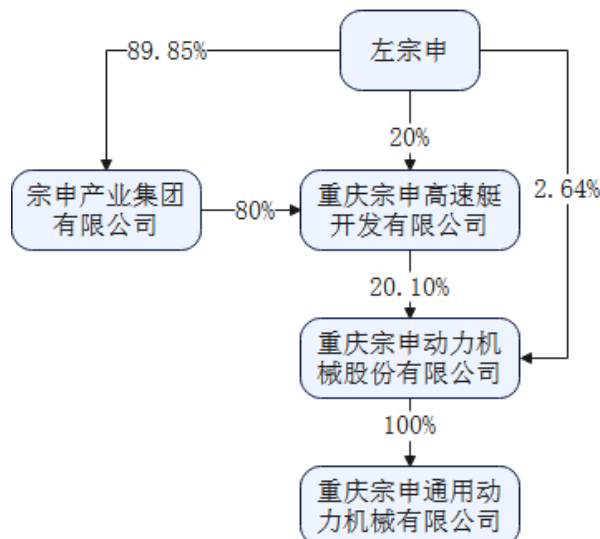 左宗申
89.85%
20%
2.64%
宗申产业集团
有限公司
80%
重庆宗申高速艇
开发有限公司
20.10%
重庆宗申动力机
械股份有限公司
100%
重庆宗申通用动
力机械有限公司